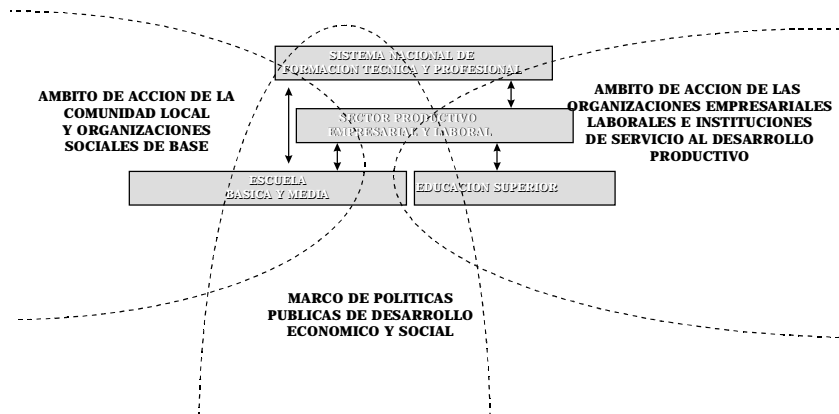 SISTEMA NACIONAL DE
FORMACION TECNICA Y PROFESIONAL
AMBITO DE ACCION DE LA
COMUNIDAD LOCAL
Y ORGANIZACIONES
SOCIALES DE BASE
SECTOR PRODUCTIVO
EMPRESARIAL Y LABORAL
AMBITO DE ACCION DE LAS
ORGANIZACIONES EMPRESARIALES
LABORALES E INSTITUCIONES
DE SERVICIO AL DESARROLLO
PRODUCTIVO
ESCUELA
BASICA Y MEDIA
EDUCACION SUPERIOR
MARCO DE POLITICAS
PUBLICAS DE DESARROLLO
ECONOMICO Y SOCIAL